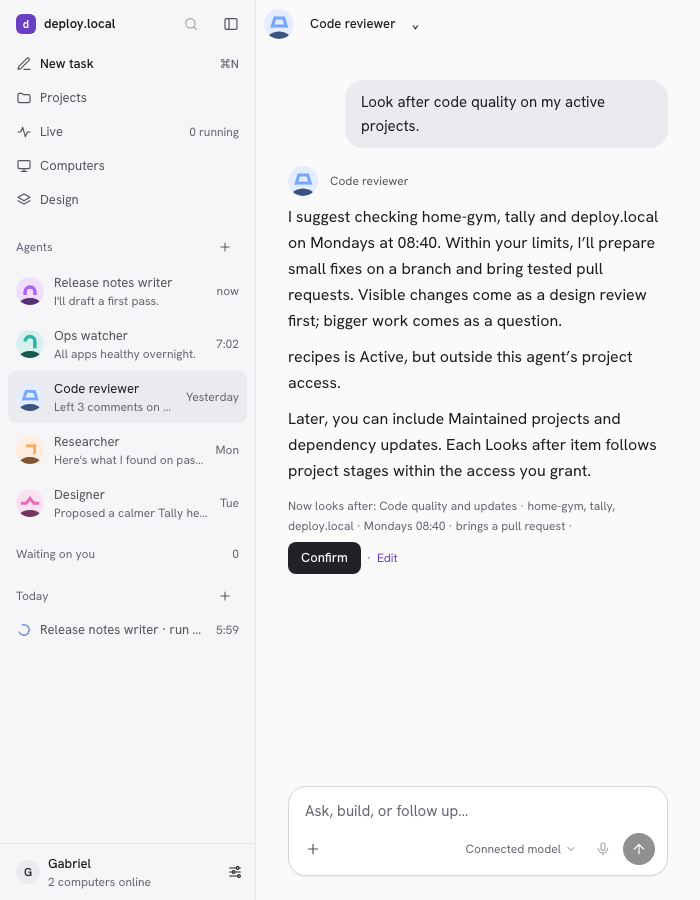 d deploy.local
New task ⌘N
Projects
Live 0 running
Computers
Design
Agents
Release notes writer
I'll draft a first pass.
now
Ops watcher
All apps healthy overnight.
7:02
Code reviewer
Left 3 comments on ...
Yesterday
Researcher
Here's what I found on pas...
Mon
Designer
Proposed a calmer Tally he...
Tue
Waiting on you 0
Today
Release notes writer · run ... 5:59
G
Gabriel
2 computers online
Code reviewer
Look after code quality on my active
projects.
Code reviewer
I suggest checking home-gym, tally and deploy.local
on Mondays at 08:40. Within your limits, I’ll prepare
small fixes on a branch and bring tested pull
requests. Visible changes come as a design review
first; bigger work comes as a question.
recipes is Active, but outside this agent’s project
access.
Later, you can include Maintained projects and
dependency updates. Each Looks after item follows
project stages within the access you grant.
Now looks after: Code quality and updates · home-gym, tally,
deploy.local · Mondays 08:40 · brings a pull request ·
Confirm · Edit
Ask, build, or follow up...
Connected model